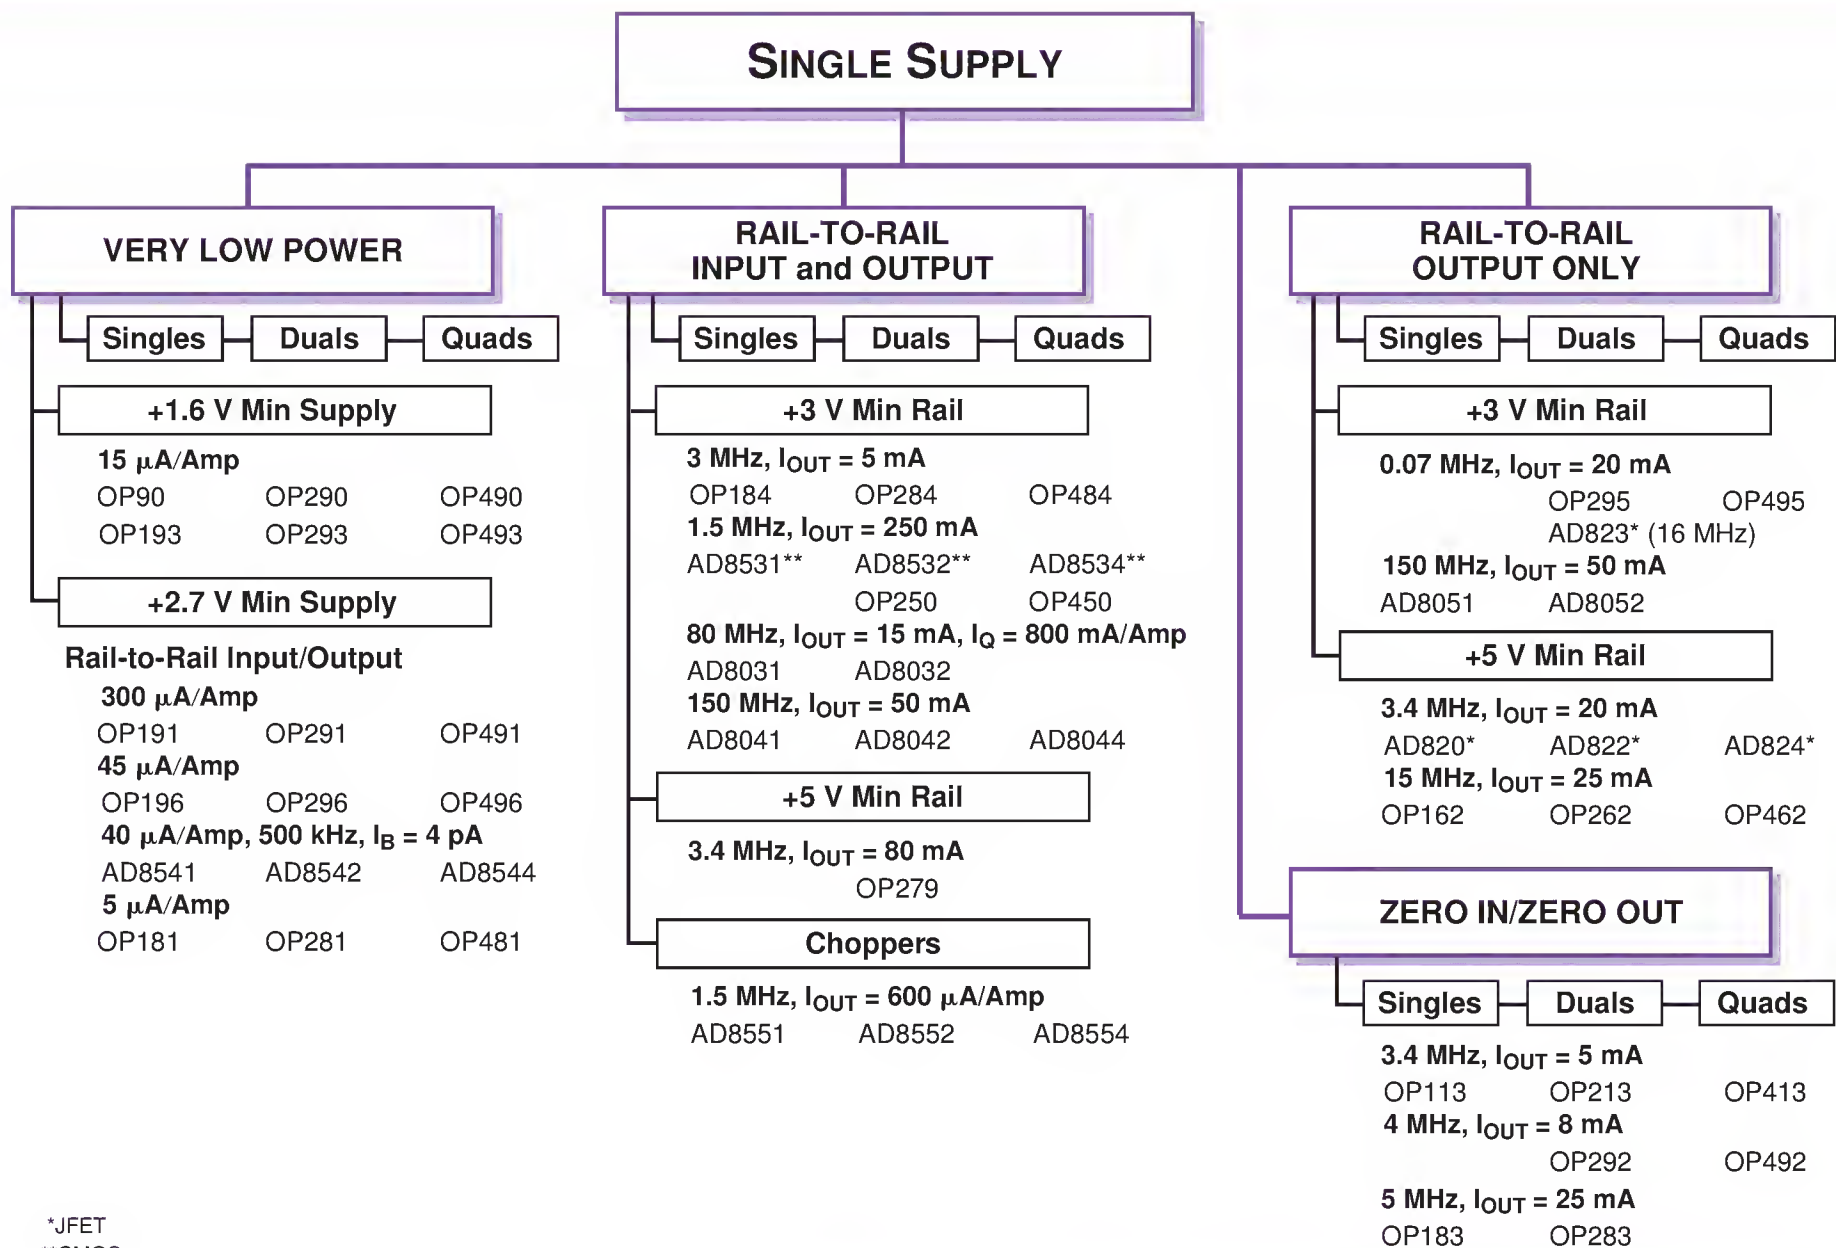 SINGLE SUPPLY
VERY LOW POWER
Singles Duals Quads
+1.6 V Min Supply
15 μA/Amp
OP90 OP290 OP490
OP193 OP293 OP493
+2.7 V Min Supply
Rail-to-Rail Input/Output
300 μA/Amp
OP191 OP291 OP491
45 μA/Amp
OP196 OP296 OP496
40 μA/Amp, 500 kHz, IB = 4 pA
AD8541 AD8542 AD8544
5 μA/Amp
OP181 OP281 OP481
RAIL-TO-RAIL
INPUT and OUTPUT
Singles Duals Quads
+3 V Min Rail
3 MHz, IOUT = 5 mA
OP184 OP284 OP484
1.5 MHz, IOUT = 250 mA
AD8531** AD8532** AD8534**
OP250 OP450
80 MHz, IOUT = 15 mA, IQ = 800 mA/Amp
AD8031 AD8032
150 MHz, IOUT = 50 mA
AD8041 AD8042 AD8044
+5 V Min Rail
3.4 MHz, IOUT = 80 mA
OP279
Choppers
1.5 MHz, IOUT = 600 μA/Amp
AD8551 AD8552 AD8554
RAIL-TO-RAIL
OUTPUT ONLY
Singles Duals Quads
+3 V Min Rail
0.07 MHz, IOUT = 20 mA
OP295 OP495
AD823* (16 MHz)
150 MHz, IOUT = 50 mA
AD8051 AD8052
+5 V Min Rail
3.4 MHz, IOUT = 20 mA
AD820* AD822* AD824*
15 MHz, IOUT = 25 mA
OP162 OP262 OP462
ZERO IN/ZERO OUT
Singles Duals Quads
3.4 MHz, IOUT = 5 mA
OP113 OP213 OP413
4 MHz, IOUT = 8 mA
OP292 OP492
5 MHz, IOUT = 25 mA
OP183 OP283
*JFET